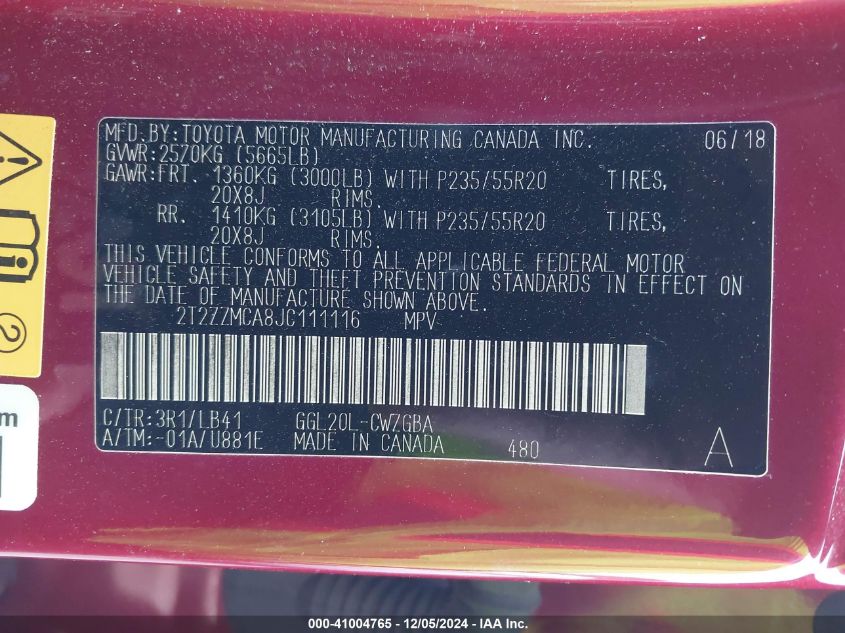 MFD.BY:TOYOTA MOTOR MANUFACTURING CANADA INC. 06/18
GVWR:2570KG (5665LB)
GAWR:FRT. 1360KG (3000LB) WITH P235/55R20 TIRES,
20X8J RIMS.
RR. 1410KG (3105LB) WITH P235/55R20 TIRES,
20X8J RIMS.
THIS VEHICLE CONFORMS TO ALL APPLICABLE FEDERAL MOTOR
VEHICLE SAFETY AND THEFT PREVENTION STANDARDS IN EFFECT ON
THE DATE OF MANUFACTURE SHOWN ABOVE.
2T2ZZMCA8JC111116 MPV
C/TR:3R1/LB41 GGL20L-CWZGBA
A/TM:-01A/U881E MADE IN CANADA 480 A
2
m
000-41004765 - 12/05/2024 - IAA Inc.